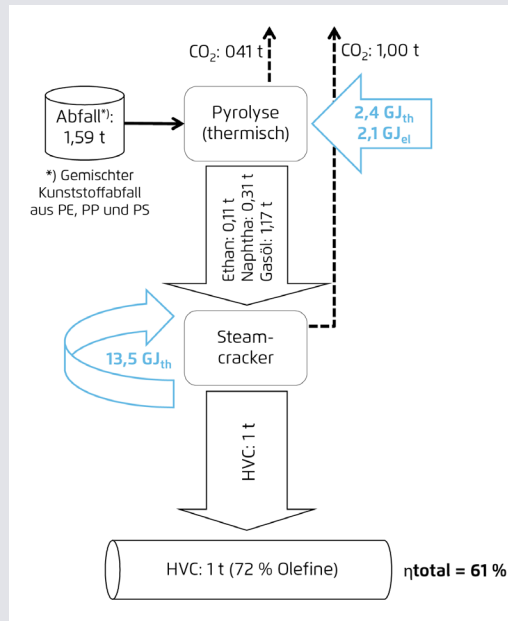 CO₂: 041 t
CO₂: 1,00 t
Abfall*⁾:
1,59 t
Pyrolyse
(thermisch)
2,4 GJth
2,1 GJel
*) Gemischter
Kunststoffabfall
aus PE, PP und PS
Ethan: 0,11 t
Naphtha: 0,31 t
Gasöl: 1,17 t
13,5 GJth
Steam-
cracker
HVC: 1 t
HVC: 1 t (72 % Olefine)
ηtotal = 61 %